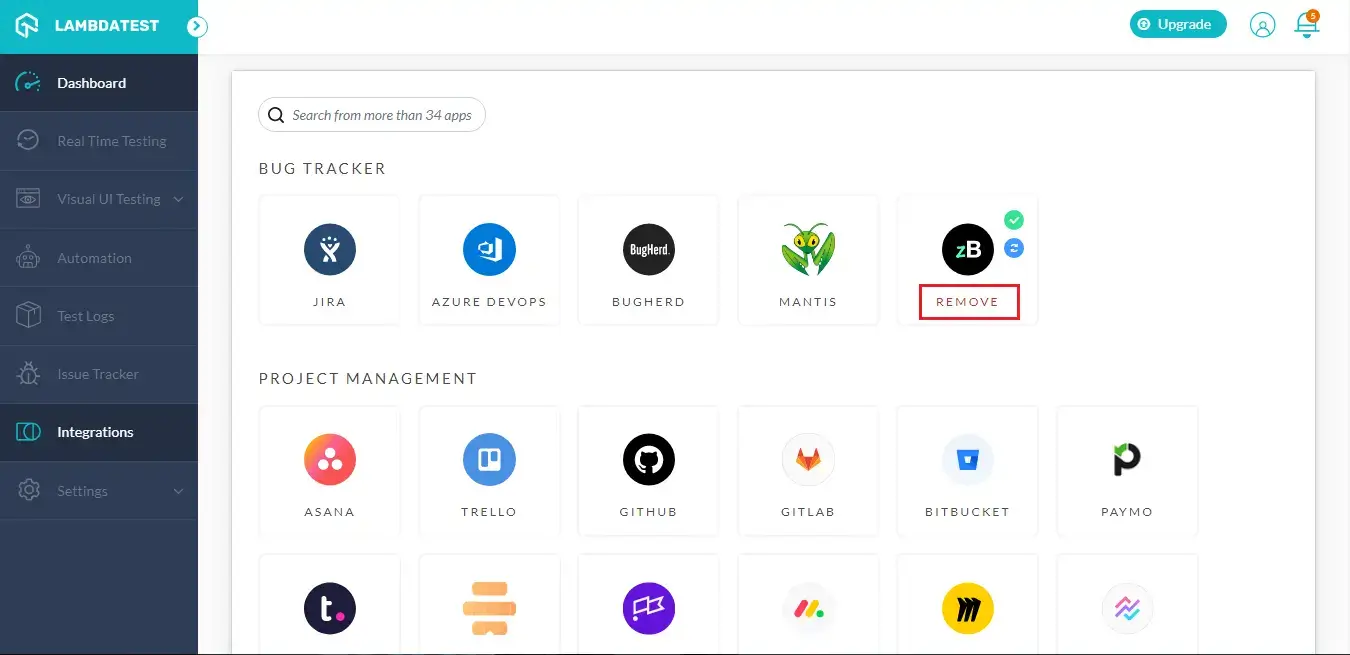 LAMBDATEST
Upgrade
5
Dashboard
Real Time Testing
Visual UI Testing
Automation
Test Logs
Issue Tracker
Integrations
Settings
Search from more than 34 apps
BUG TRACKER
BugHerd.
zB
JIRA
AZURE DEVOPS
BUGHERD
MANTIS
REMOVE
PROJECT MANAGEMENT
ASANA
TRELLO
GITHUB
GITLAB
BITBUCKET
PAYMO
t.